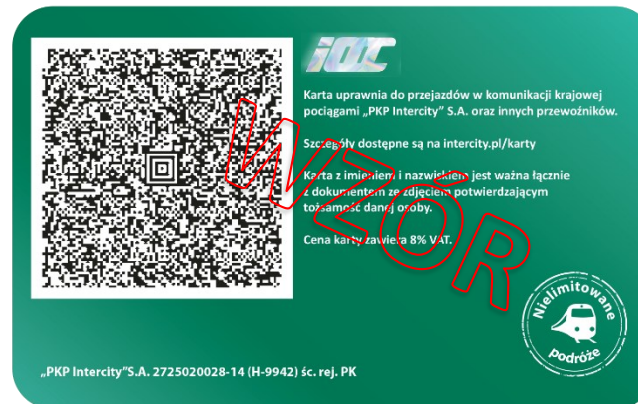 iac
Karta uprawnia do przejazdów w komunikacji krajowej
pociągami „PKP Intercity” S.A. oraz innych przewoźników.
Szczegóły dostępne są na intercity.pl/karty
Karta z imieniem i nazwiskiem jest ważna łącznie
z dokumentem ze zdjęciem potwierdzającym
tożsamość danej osoby.
Cena karty zawiera 8% VAT.
WZÓR
Nielimitowane
podróże
„PKP Intercity”S.A. 2725020028-14 (H-9942) śc. rej. PK